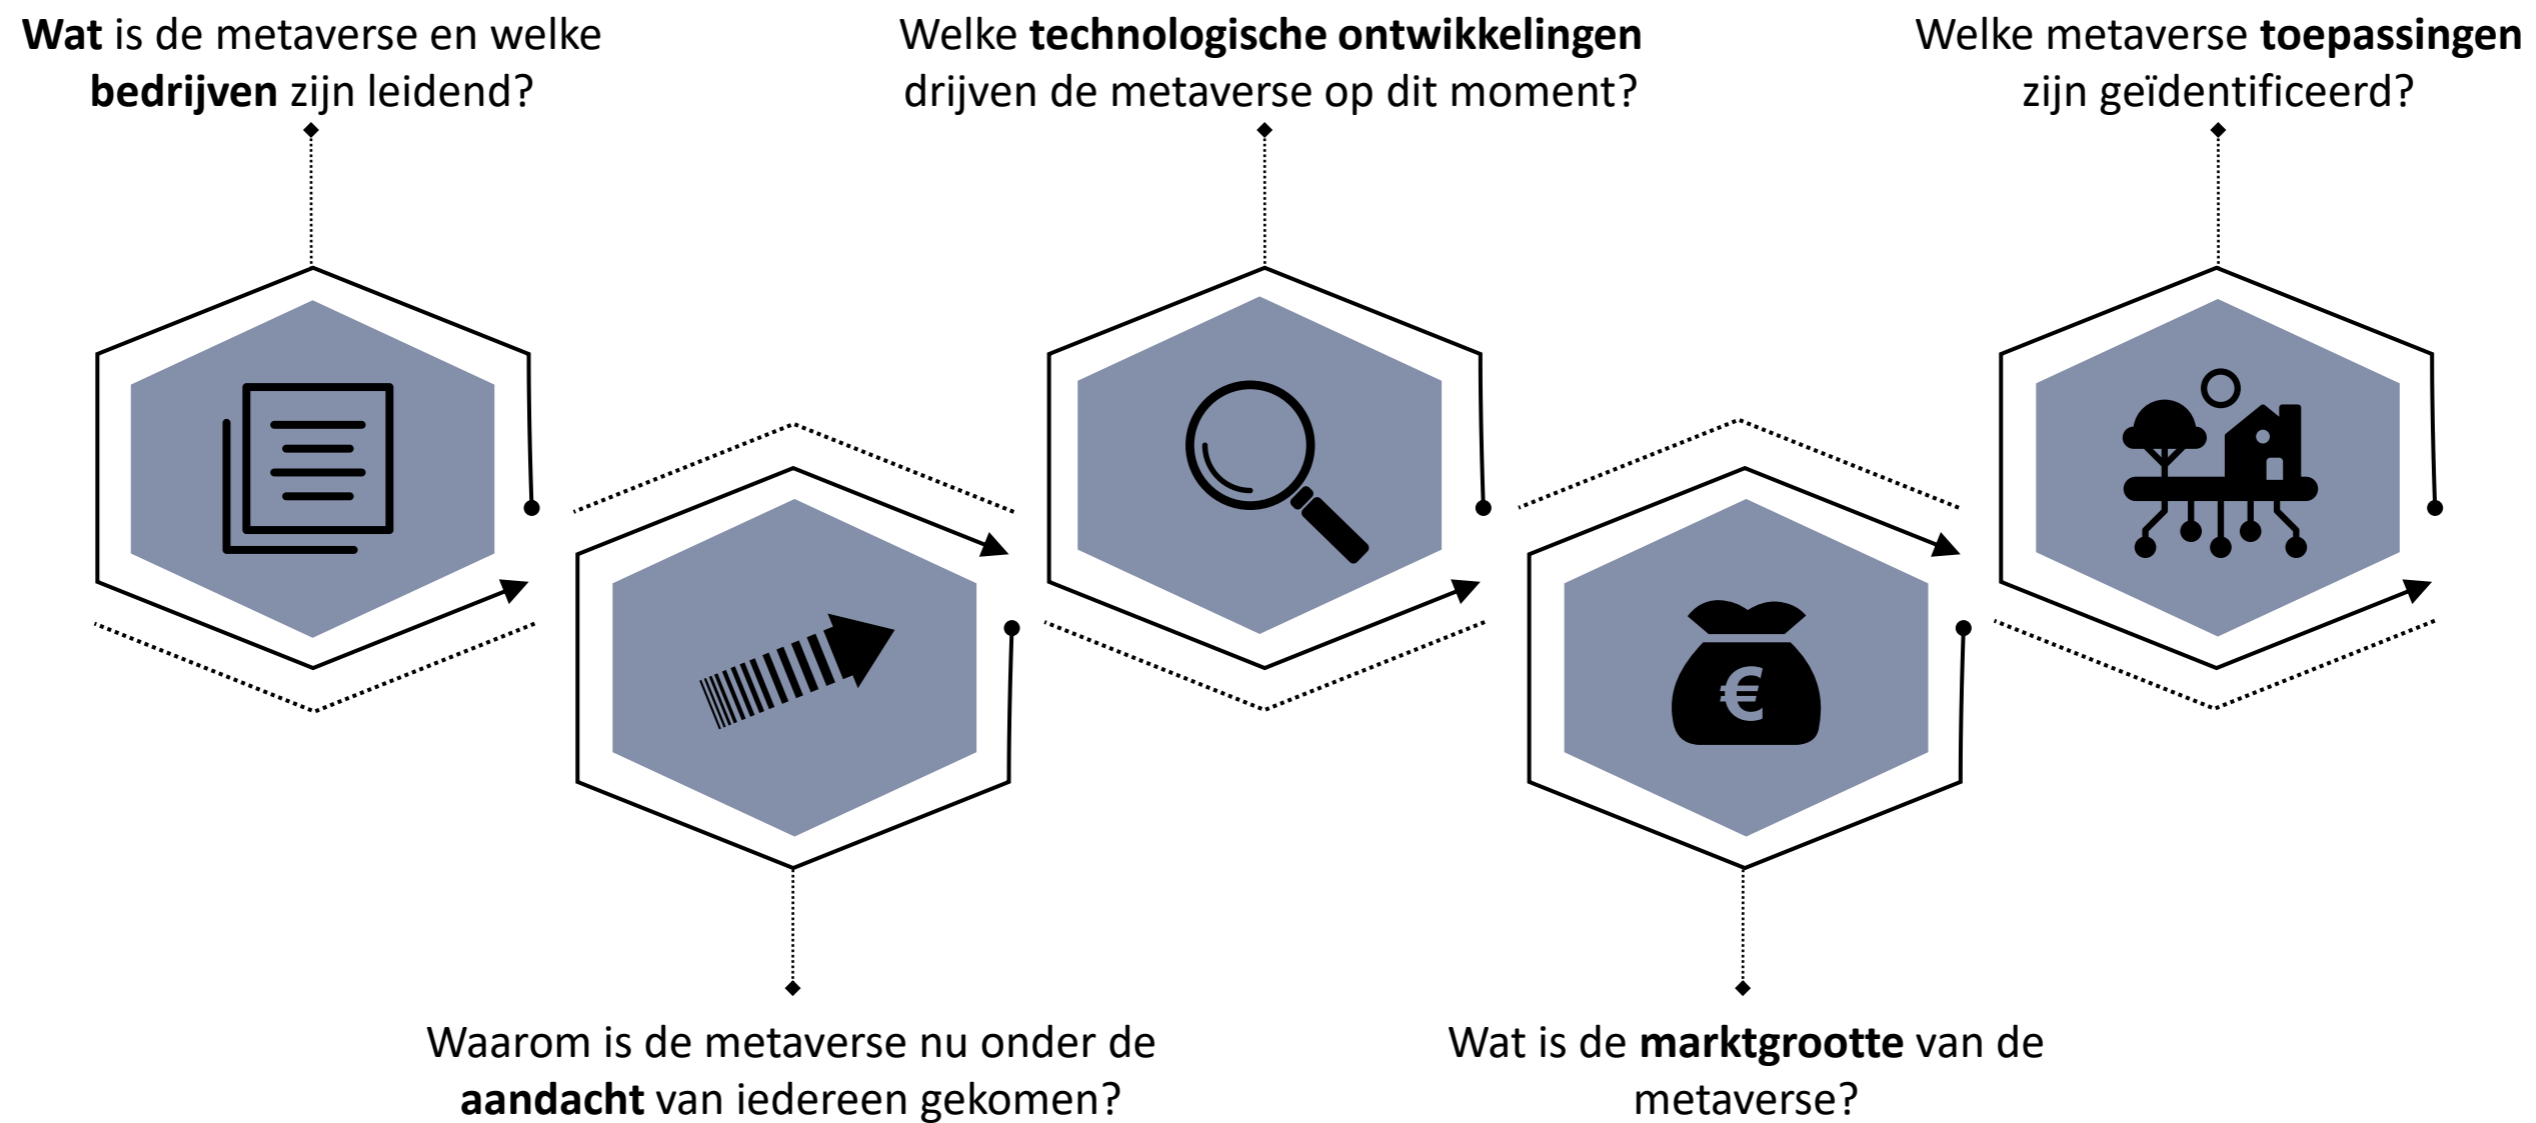 Wat is de metaverse en welke
bedrijven zijn leidend?
Welke technologische ontwikkelingen
drijven de metaverse op dit moment?
Welke metaverse toepassingen
zijn geïdentificeerd?
€
Waarom is de metaverse nu onder de
aandacht van iedereen gekomen?
Wat is de marktgrootte van de
metaverse?